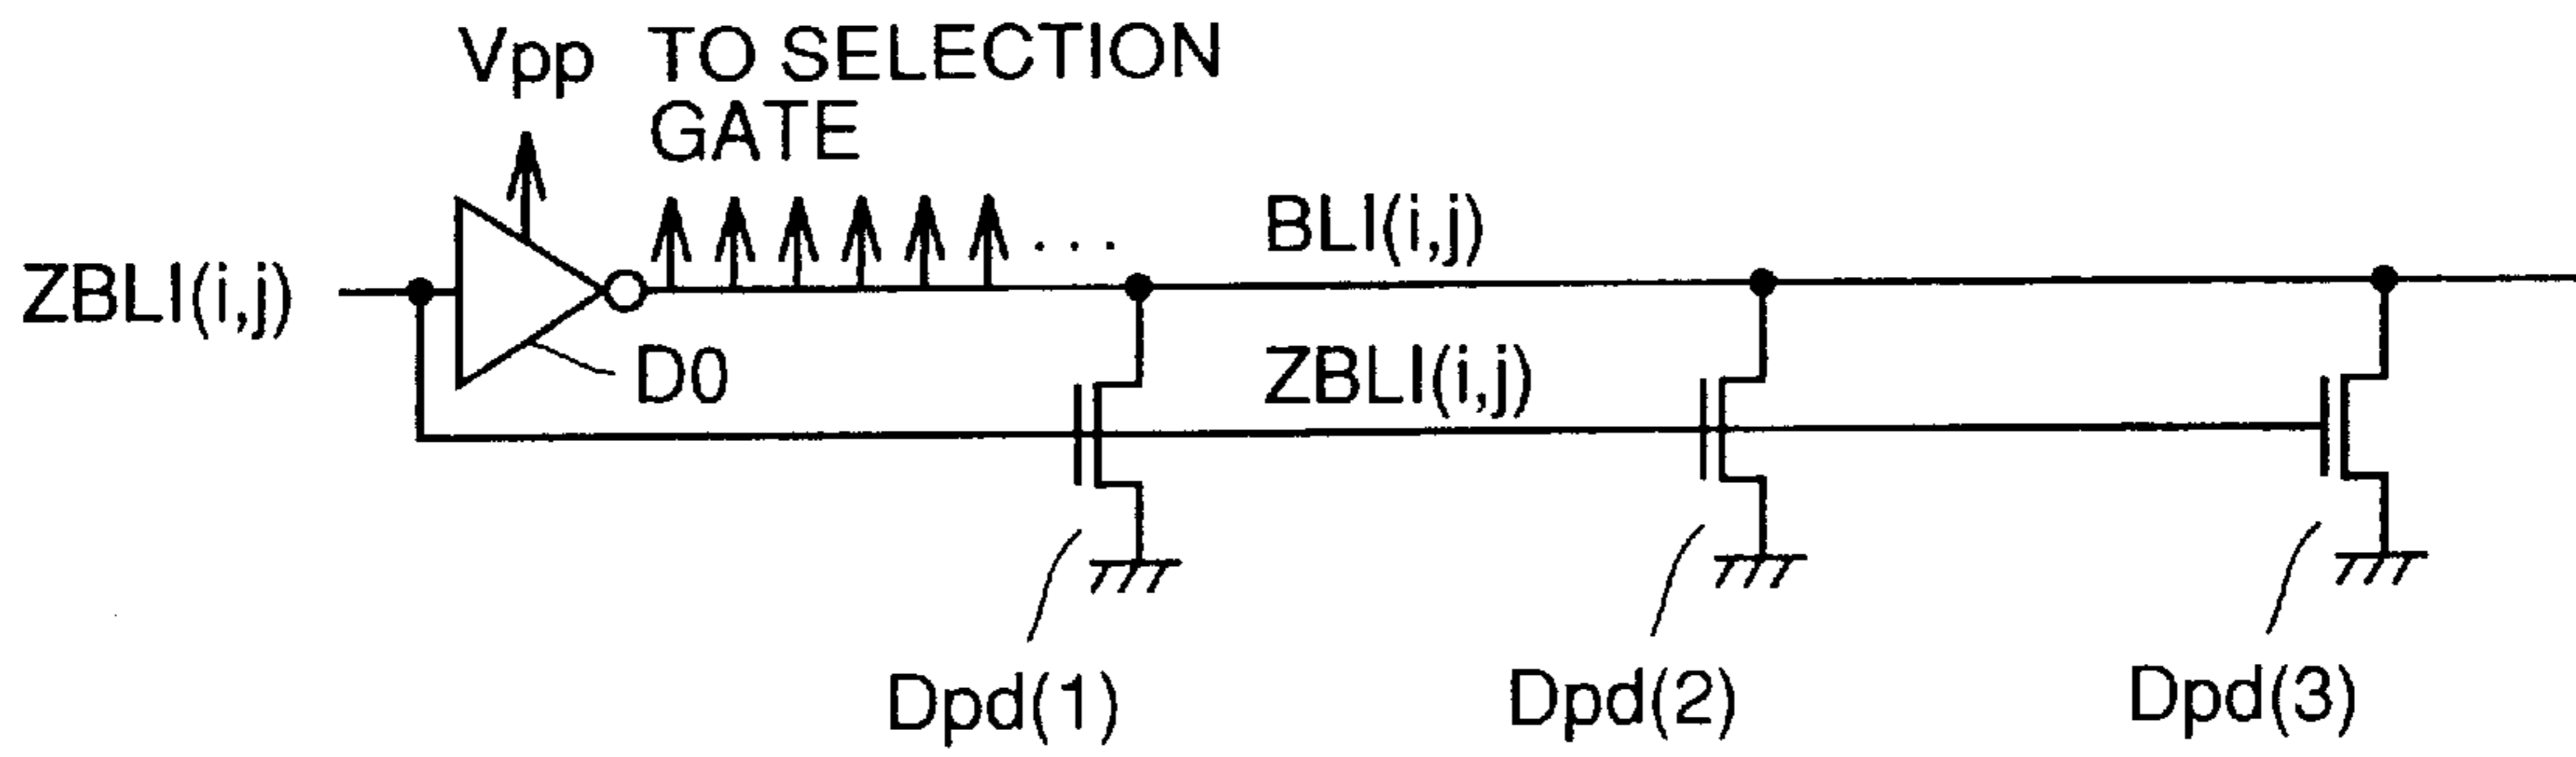 Vpp TO SELECTION
GATE
BLI(i,j)
ZBLI(i,j)
D0
ZBLI(i,j)
Dpd(1)
Dpd(2)
Dpd(3)